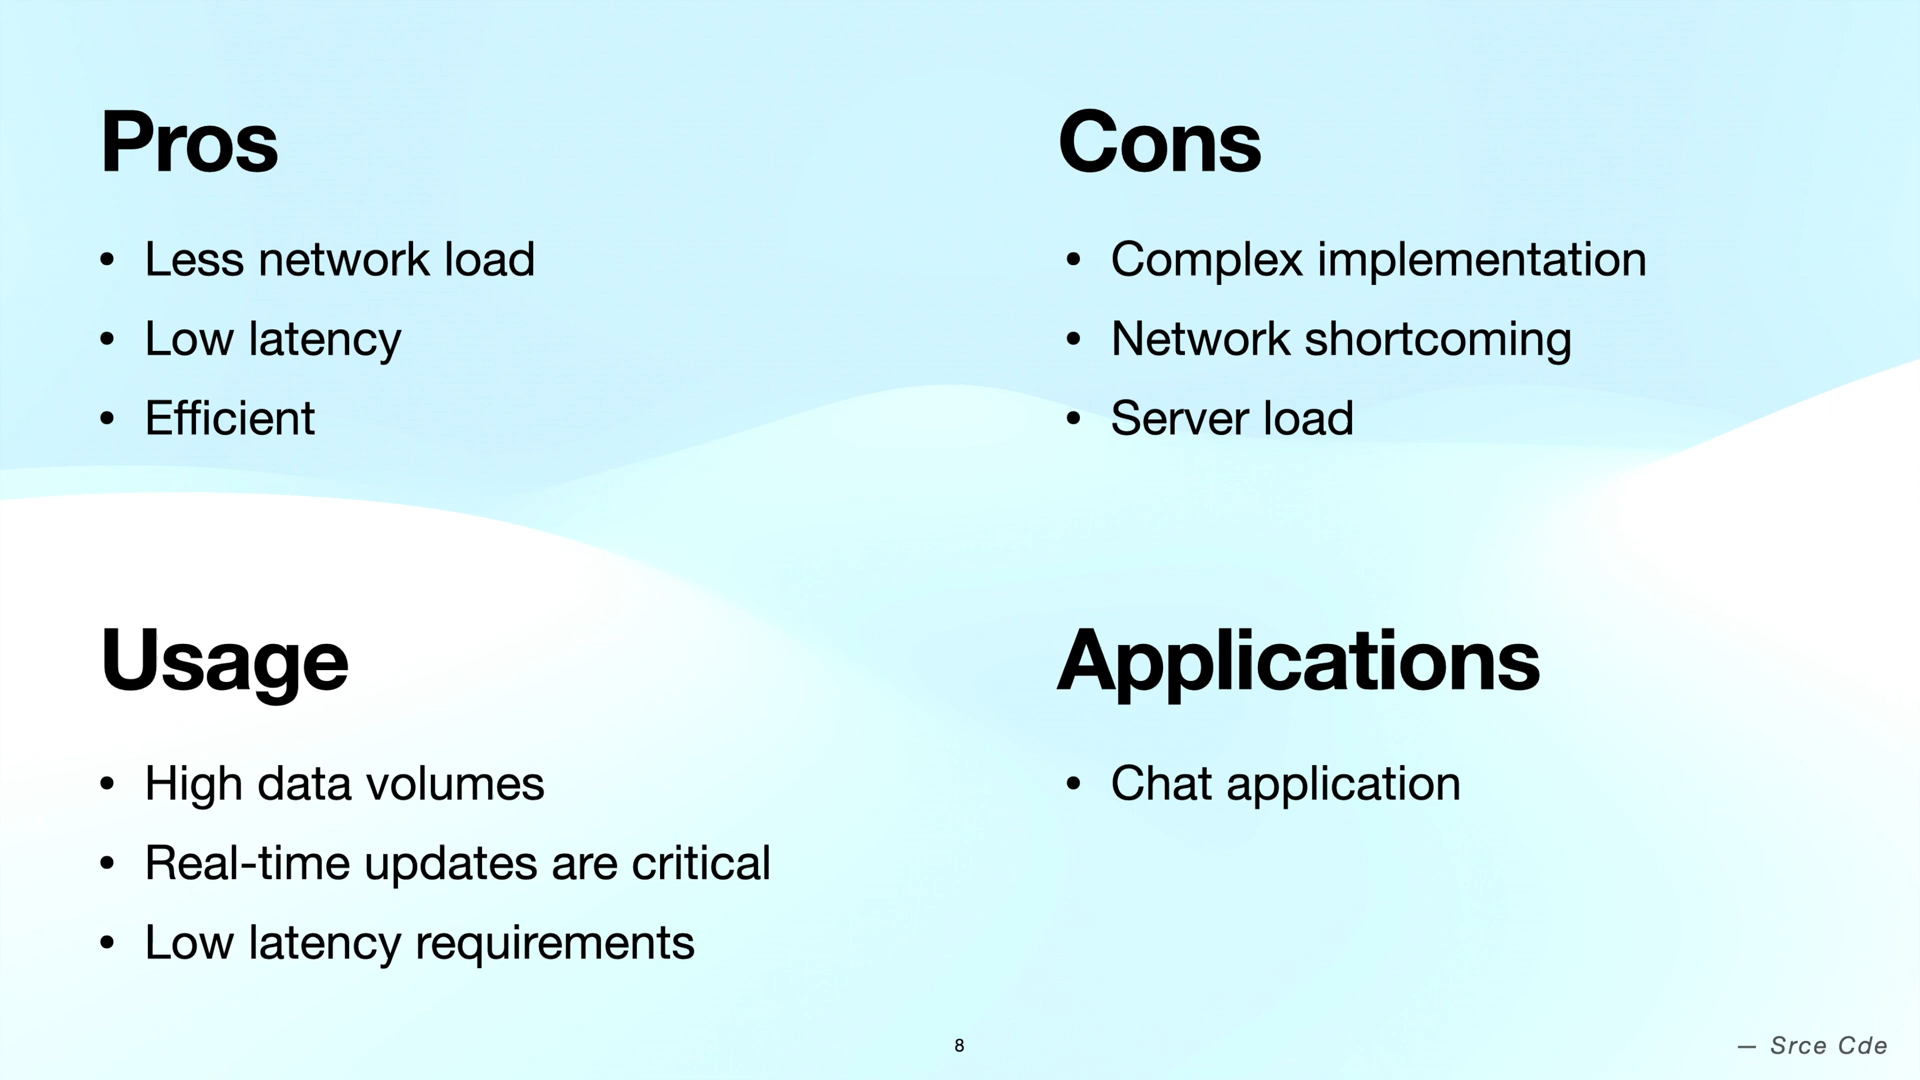 Pros
• Less network load
• Low latency
• Efficient
Cons
• Complex implementation
• Network shortcoming
• Server load
Usage
• High data volumes
• Real-time updates are critical
• Low latency requirements
Applications
• Chat application
8
— Srce Cde